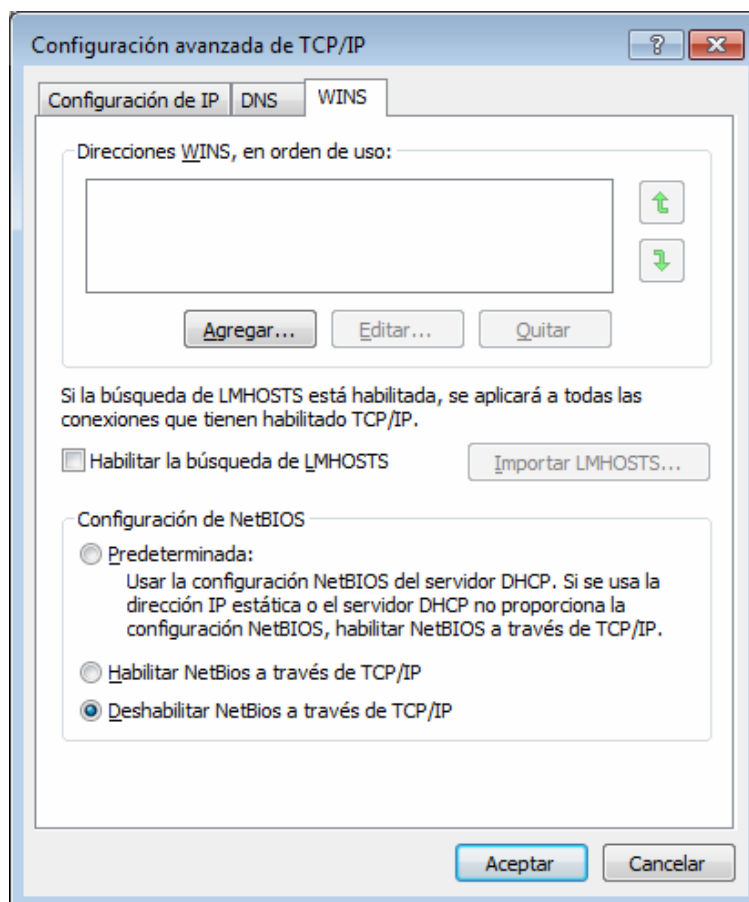 Configuración avanzada de TCP/IP
?
Configuración de IP DNS WINS
Direcciones WINS, en orden de uso:
Agregar... Editar... Quitar
Si la búsqueda de LMHOSTS está habilitada, se aplicará a todas las
conexiones que tienen habilitado TCP/IP.
Habilitar la búsqueda de LMHOSTS Importar LMHOSTS...
Configuración de NetBIOS
Predeterminada:
Usar la configuración NetBIOS del servidor DHCP. Si se usa la
dirección IP estática o el servidor DHCP no proporciona la
configuración NetBIOS, habilitar NetBIOS a través de TCP/IP.
Habilitar NetBios a través de TCP/IP
Deshabilitar NetBios a través de TCP/IP
Aceptar Cancelar